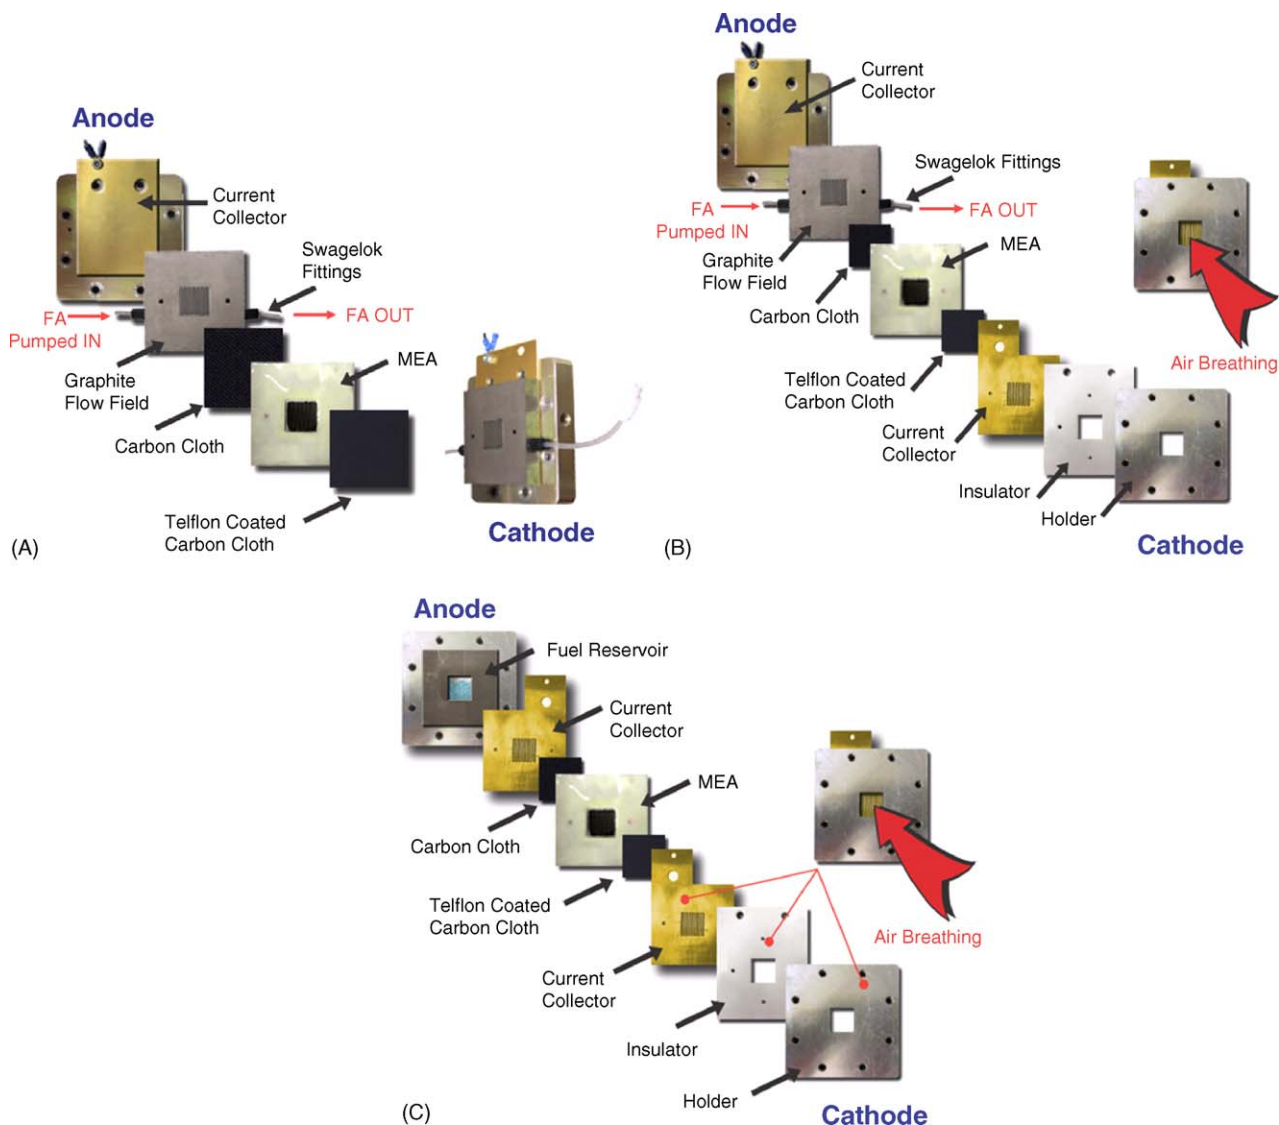 Anode
Current
Collector
Swagelok
Fittings
FA
Pumped IN
FA OUT
Graphite
Flow Field
MEA
Carbon Cloth
Telflon Coated
Carbon Cloth
Cathode
(A)
Anode
Current
Collector
Swagelok Fittings
FA
Pumped IN
FA OUT
MEA
Graphite
Flow Field
Carbon Cloth
Air Breathing
Telflon Coated
Carbon Cloth
Current
Collector
Insulator
Holder
Cathode
(B)
Anode
Fuel Reservoir
Current
Collector
MEA
Carbon Cloth
Telflon Coated
Carbon Cloth
Air Breathing
Current
Collector
Insulator
Holder
Cathode
(C)